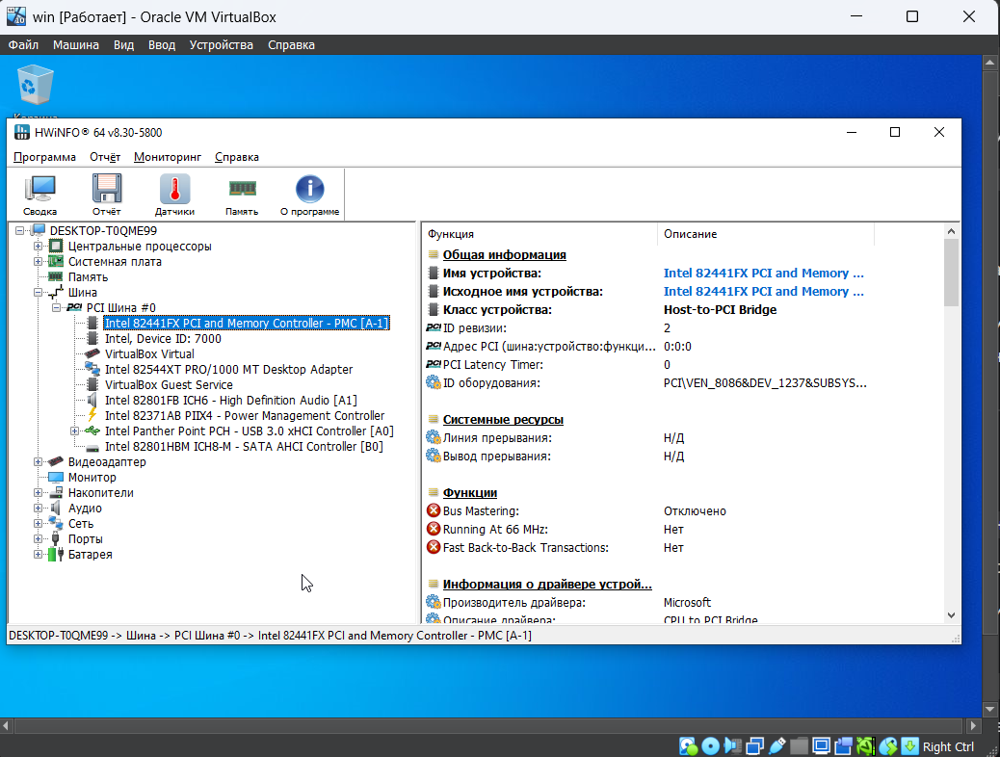 win [Работает] - Oracle VM VirtualBox
Файл Машина Вид Ввод Устройства Справка
HWiNFO® 64 v8.30-5800
Программа Отчёт Мониторинг Справка
Сводка Отчёт Датчики Память О программе
DESKTOP-T0QME99
Центральные процессоры
Системная плата
Память
Шина
PCI Шина #0
Intel 82441FX PCI and Memory Controller - PMC [A-1]
Intel, Device ID: 7000
VirtualBox Virtual
Intel 82544XT PRO/1000 MT Desktop Adapter
VirtualBox Guest Service
Intel 82801FB ICH6 - High Definition Audio [A1]
Intel 82371AB PIIX4 - Power Management Controller
Intel Panther Point PCH - USB 3.0 xHCI Controller [A0]
Intel 82801HBM ICH8-M - SATA AHCI Controller [B0]
Видеоадаптер
Монитор
Накопители
Аудио
Сеть
Порты
Батарея
Функция Описание
Общая информация
Имя устройства: Intel 82441FX PCI and Memory ...
Исходное имя устройства: Intel 82441FX PCI and Memory ...
Класс устройства: Host-to-PCI Bridge
PCI ID ревизии: 2
PCI Адрес PCI (шина:устройство:функци... 0:0:0
PCI PCI Latency Timer: 0
ID оборудования: PCI\VEN_8086&DEV_1237&SUBSYS...
Системные ресурсы
Линия прерывания: Н/Д
Вывод прерывания: Н/Д
Функции
Bus Mastering: Отключено
Running At 66 MHz: Нет
Fast Back-to-Back Transactions: Нет
Информация о драйвере устрой...
Производитель драйвера: Microsoft
Описание драйвера: CPU to PCI Bridge
DESKTOP-T0QME99 -> Шина -> PCI Шина #0 -> Intel 82441FX PCI and Memory Controller - PMC [A-1]
Right Ctrl